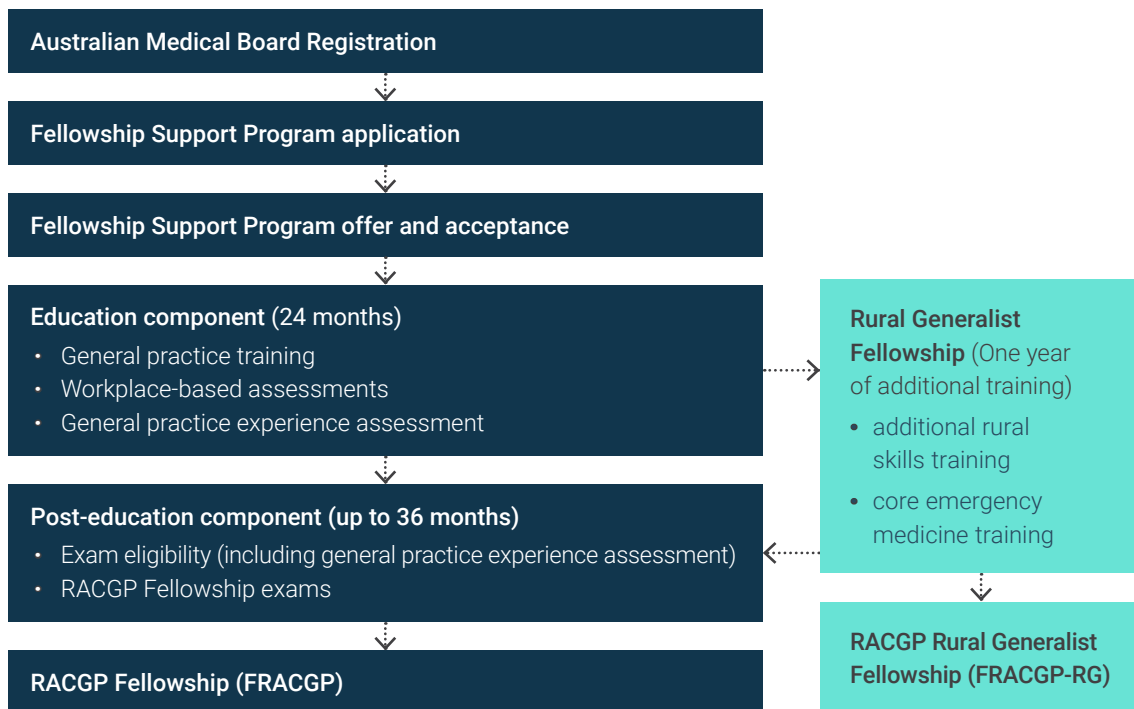 Australian Medical Board Registration
Fellowship Support Program application
Fellowship Support Program offer and acceptance
Education component (24 months)
• General practice training
• Workplace-based assessments
• General practice experience assessment
Rural Generalist
Fellowship (One year
of additional training)
• additional rural
skills training
• core emergency
medicine training
Post-education component (up to 36 months)
• Exam eligibility (including general practice experience assessment)
• RACGP Fellowship exams
RACGP Fellowship (FRACGP)
RACGP Rural Generalist
Fellowship (FRACGP-RG)